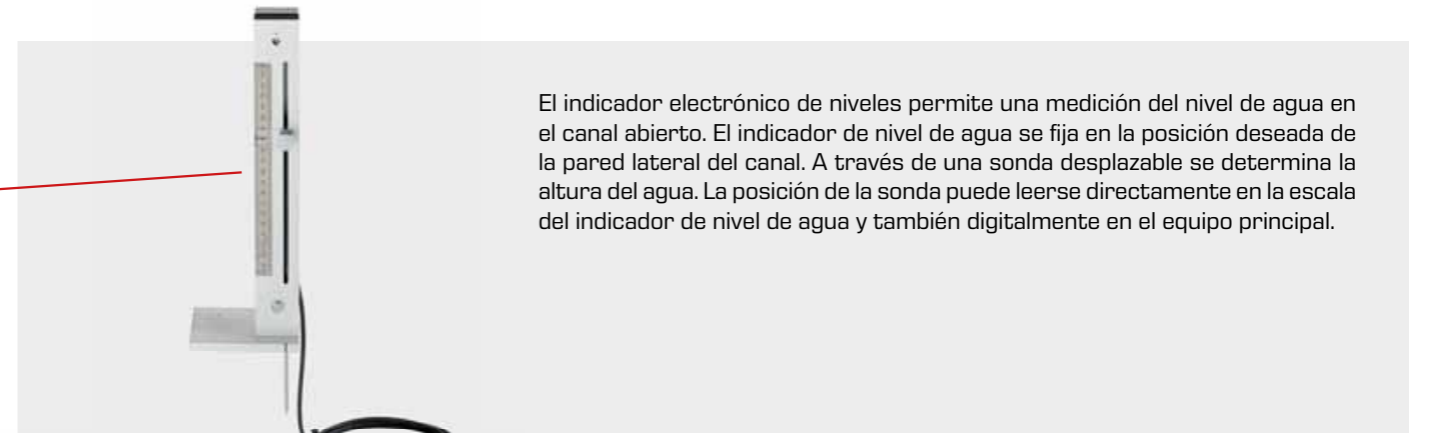 El indicador electrónico de niveles permite una medición del nivel de agua en
el canal abierto. El indicador de nivel de agua se fija en la posición deseada de
la pared lateral del canal. A través de una sonda desplazable se determina la
altura del agua. La posición de la sonda puede leerse directamente en la escala
del indicador de nivel de agua y también digitalmente en el equipo principal.